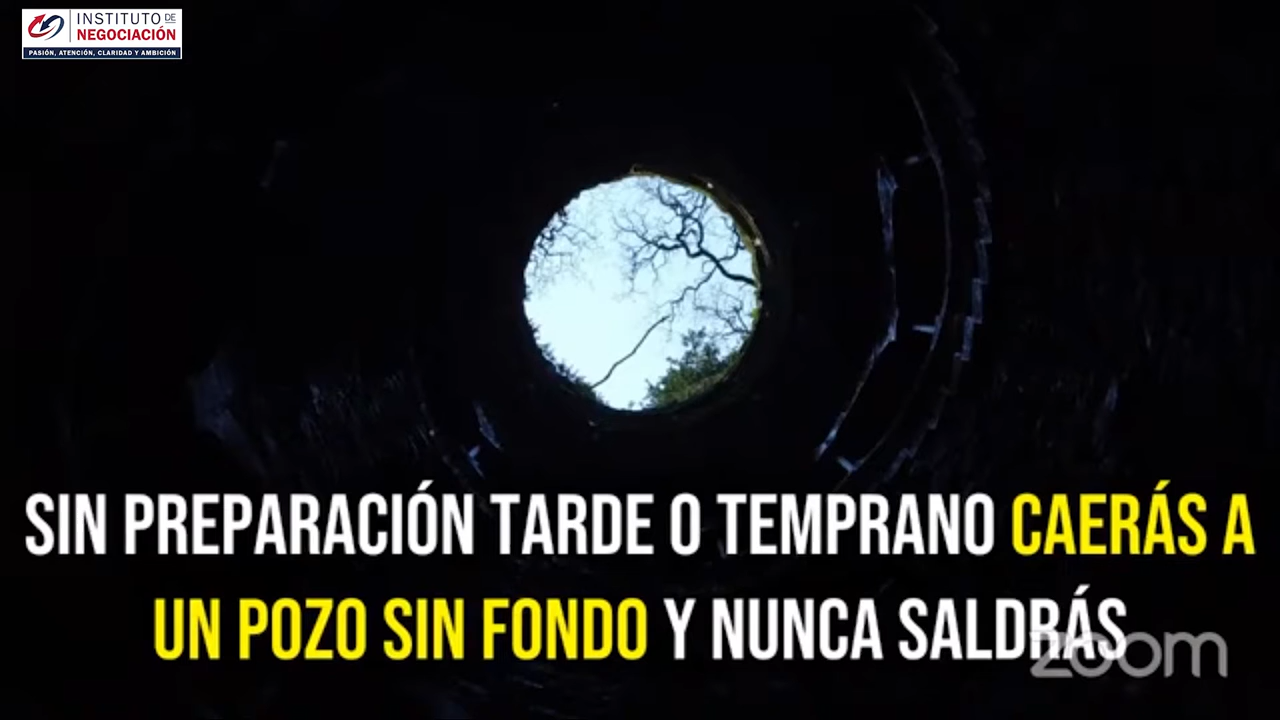 INSTITUTO DE
NEGOCIACIÓN
PASIÓN, ATENCIÓN, CLARIDAD Y AMBICIÓN
SIN PREPARACIÓN TARDE O TEMPRANO CAERÁS A
UN POZO SIN FONDO Y NUNCA SALDRÁS
zoom